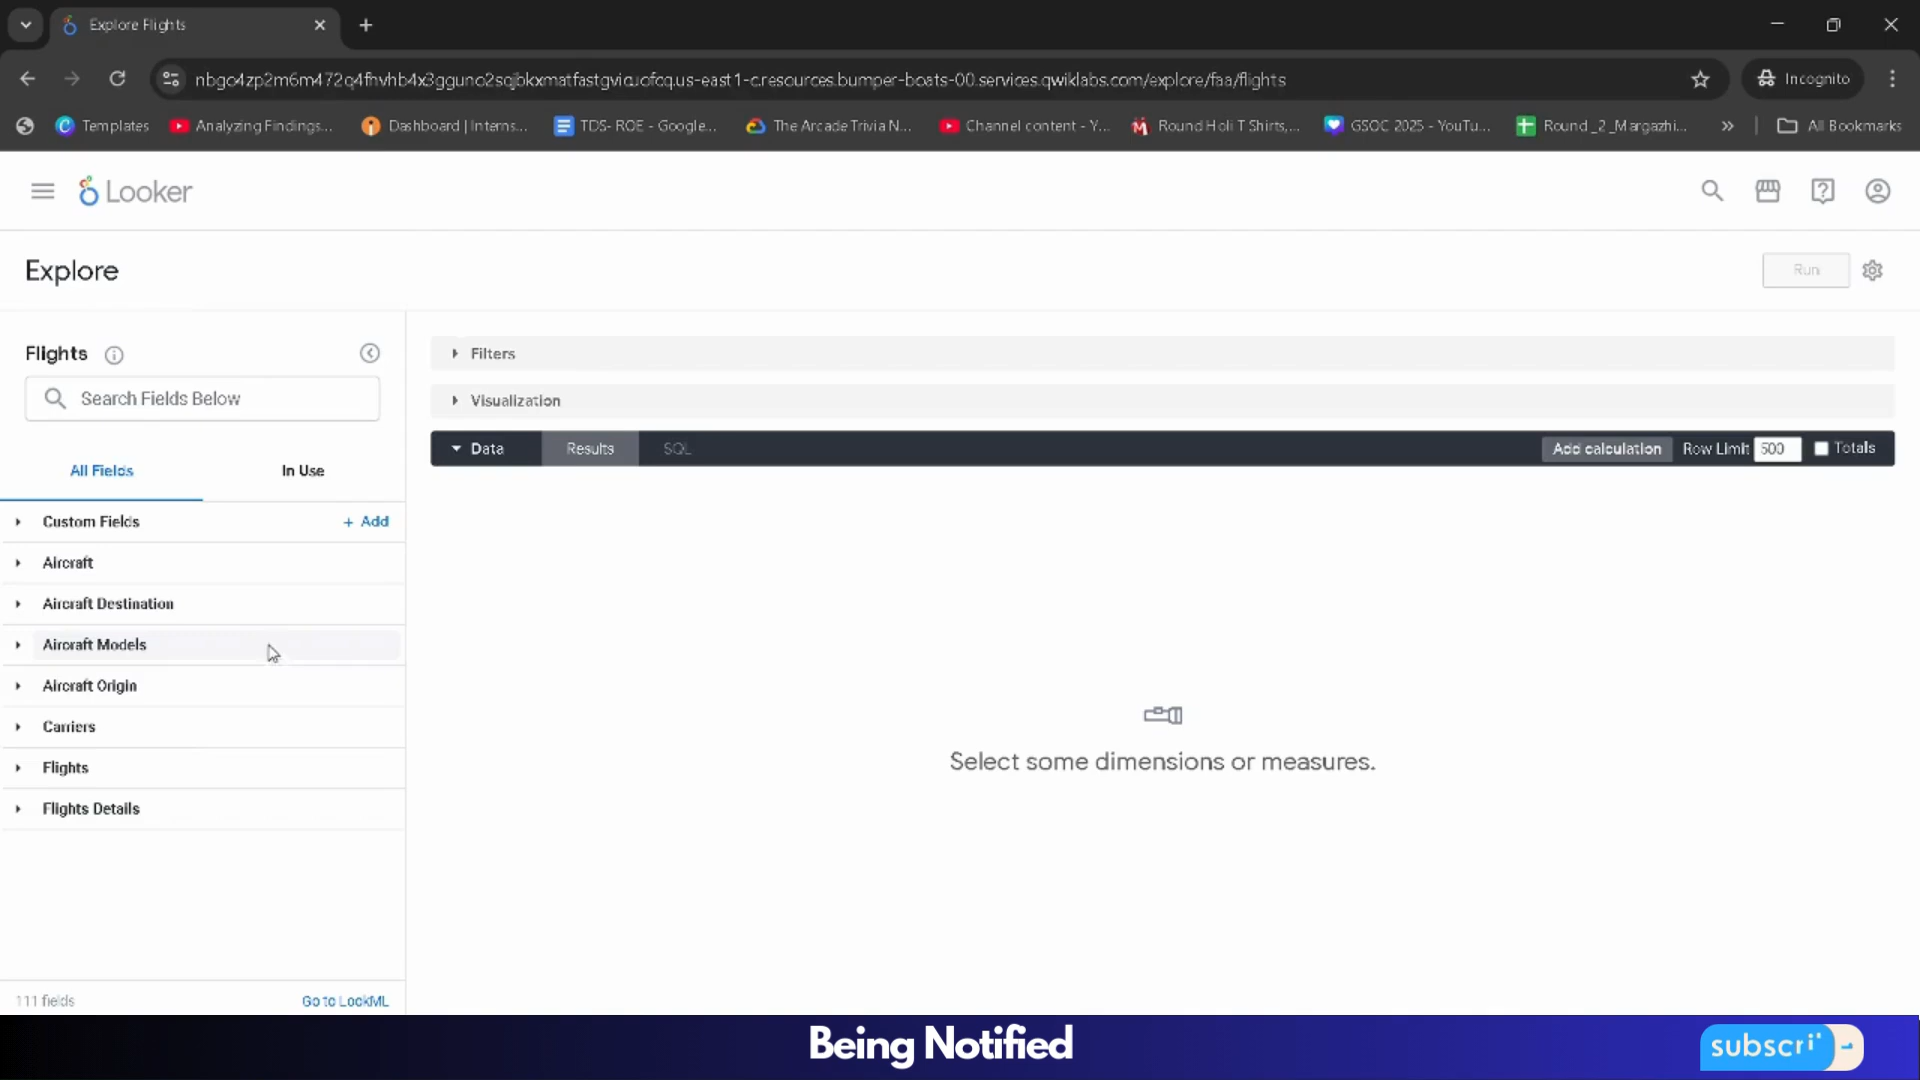 Explore Flights
nbgo4zp2m6m472q4fhvhb4x3gguno2sqjbkxmatfastgvicuofcq.us-east1-c.resources.bumper-boats-00.services.qwiklabs.com/explore/faa/flights
Incognito
Templates
Analyzing Findings...
Dashboard | Interns...
TDS- ROE - Google...
The Arcade Trivia N...
Channel content - Y...
Round Holi T Shirts,...
GSOC 2025 - YouTu...
Round_2_Margazhi...
All Bookmarks
Looker
Explore
Run
Flights
Search Fields Below
All Fields
In Use
Custom Fields
+ Add
Aircraft
Aircraft Destination
Aircraft Models
Aircraft Origin
Carriers
Flights
Flights Details
111 fields
Go to LookML
Filters
Visualization
Data
Results
SQL
Add calculation
Row Limit
500
Totals
Select some dimensions or measures.
Being Notified
subscri